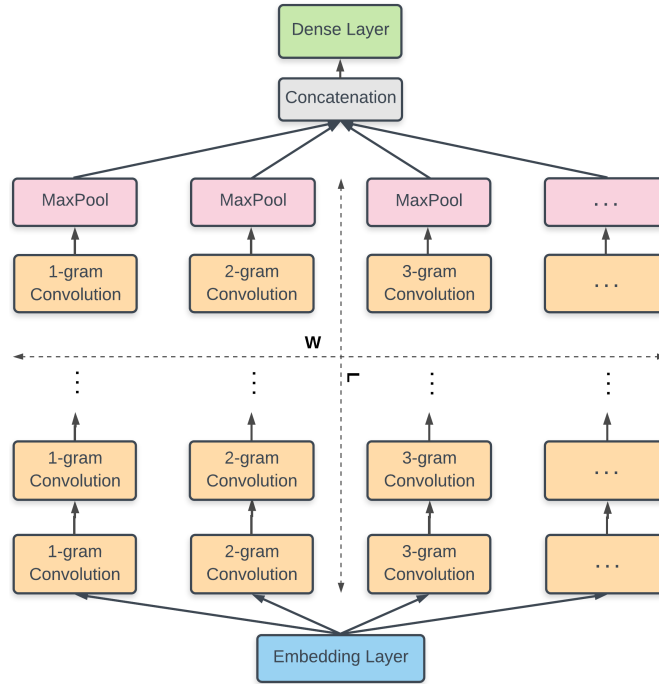 Dense Layer
Concatenation
MaxPool
MaxPool
MaxPool
...
1-gram
Convolution
2-gram
Convolution
3-gram
Convolution
...
W
L
...
...
...
...
1-gram
Convolution
2-gram
Convolution
3-gram
Convolution
...
1-gram
Convolution
2-gram
Convolution
3-gram
Convolution
...
Embedding Layer